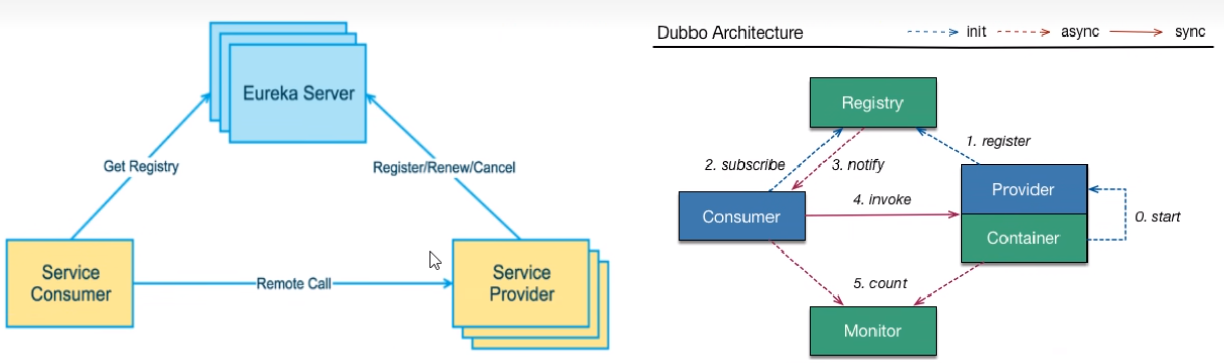 Eureka Server
Get Registry
Register/Renew/Cancel
Service
Consumer
Remote Call
Service
Provider
Dubbo Architecture
init
async
sync
Registry
1. register
2. subscribe
3. notify
Provider
4. invoke
Consumer
0. start
Container
5. count
Monitor